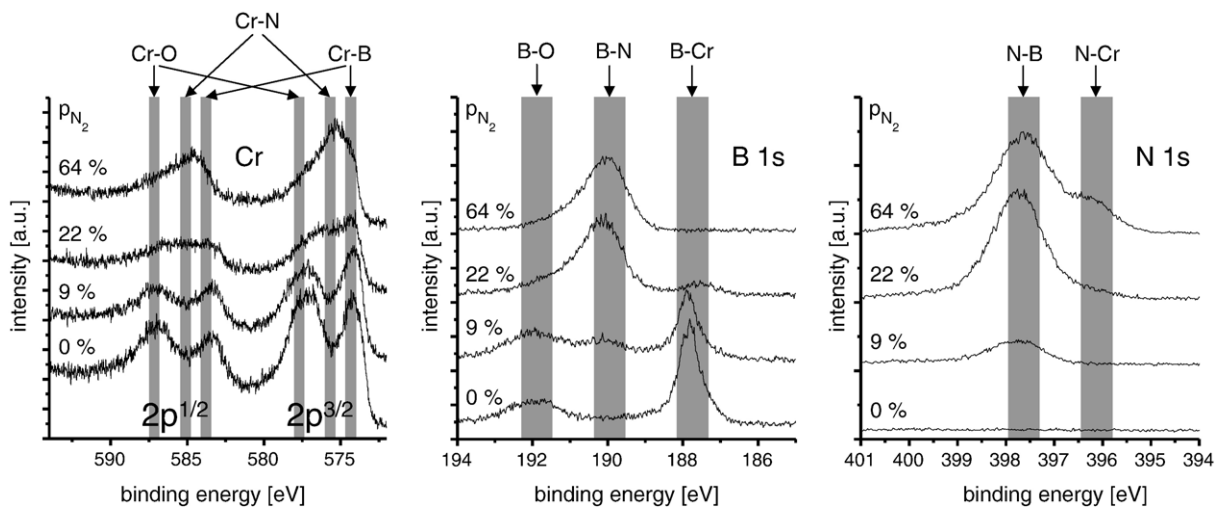 Cr-N
Cr-O
Cr-B
pN2
Cr
64 %
22 %
9 %
0 %
2p1/2
2p3/2
intensity [a.u.]
590
585
580
575
binding energy [eV]
B-O
B-N
B-Cr
pN2
B 1s
64 %
22 %
9 %
0 %
intensity [a.u.]
194
192
190
188
186
binding energy [eV]
N-B
N-Cr
pN2
N 1s
64 %
22 %
9 %
0 %
intensity [a.u.]
401
400
399
398
397
396
395
394
binding energy [eV]